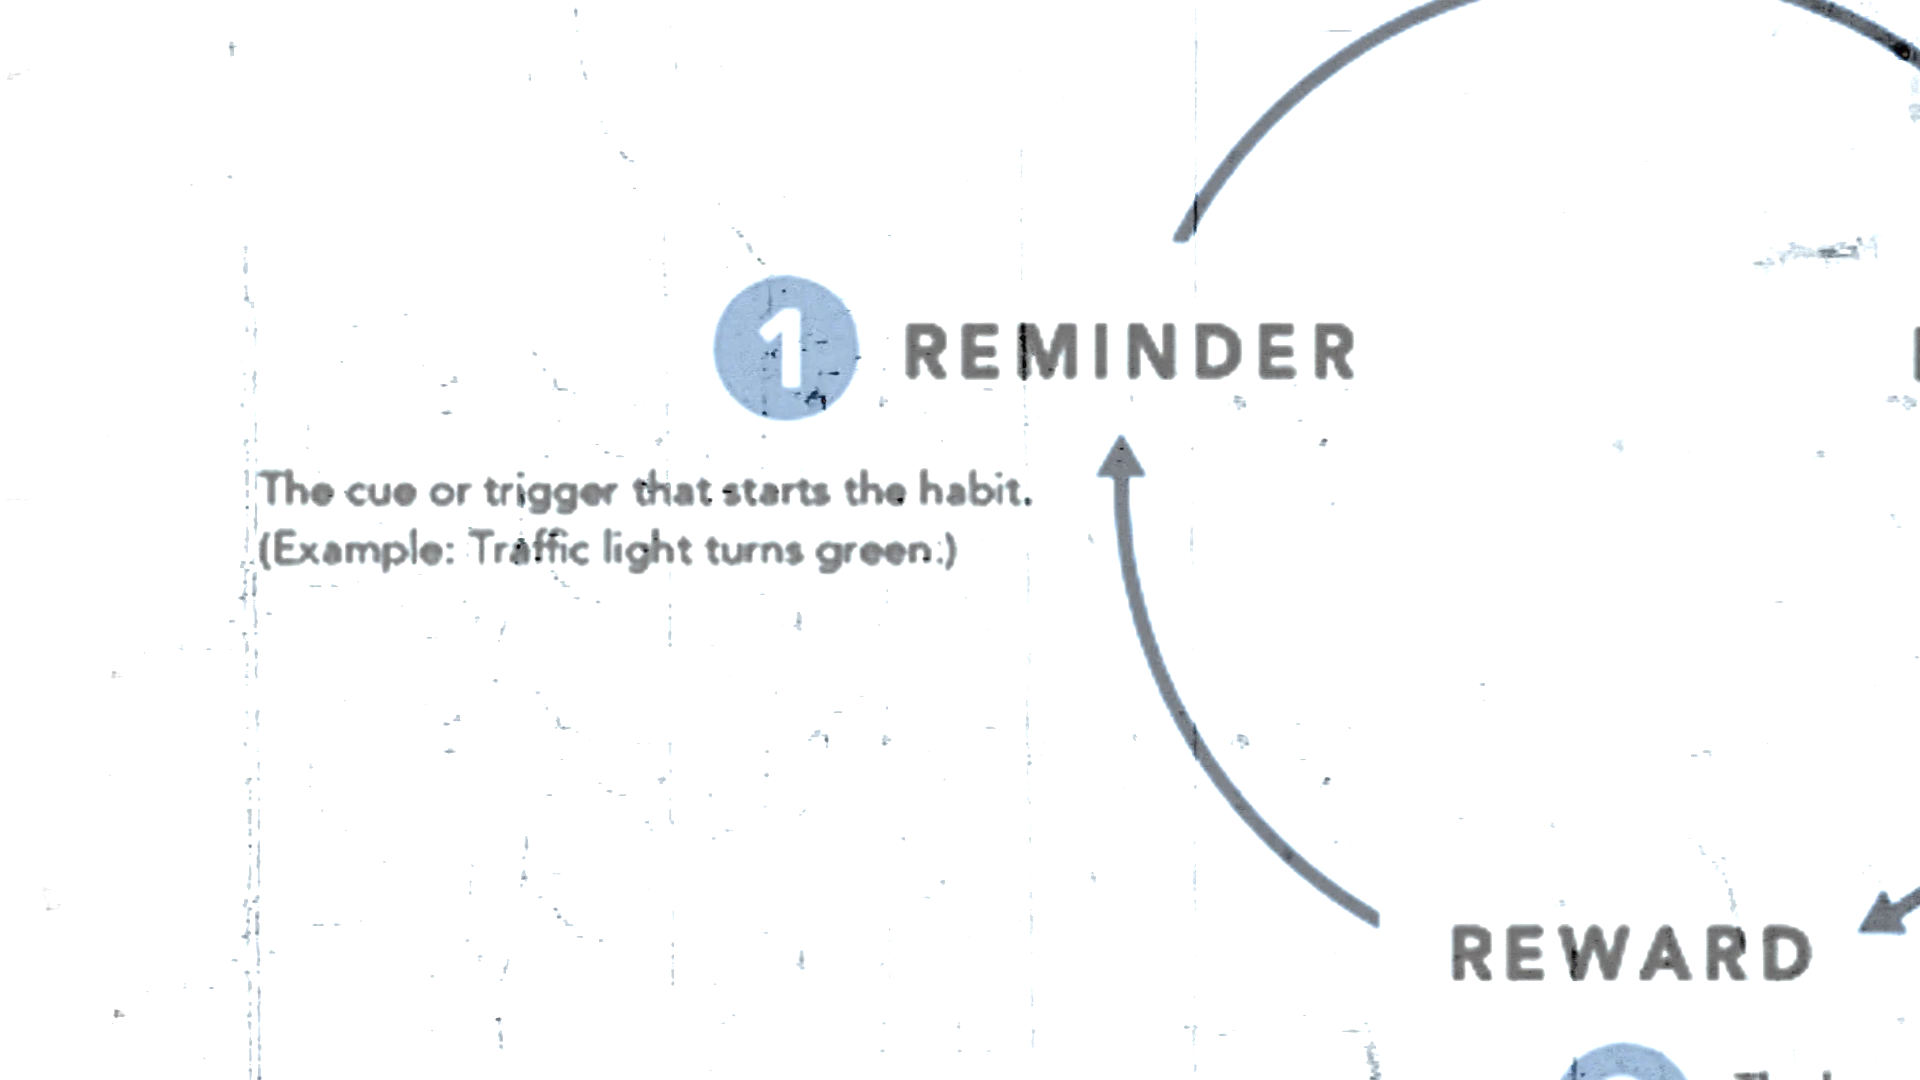 1 REMINDER
The cue or trigger that starts the habit.
(Example: Traffic light turns green.)
REWARD